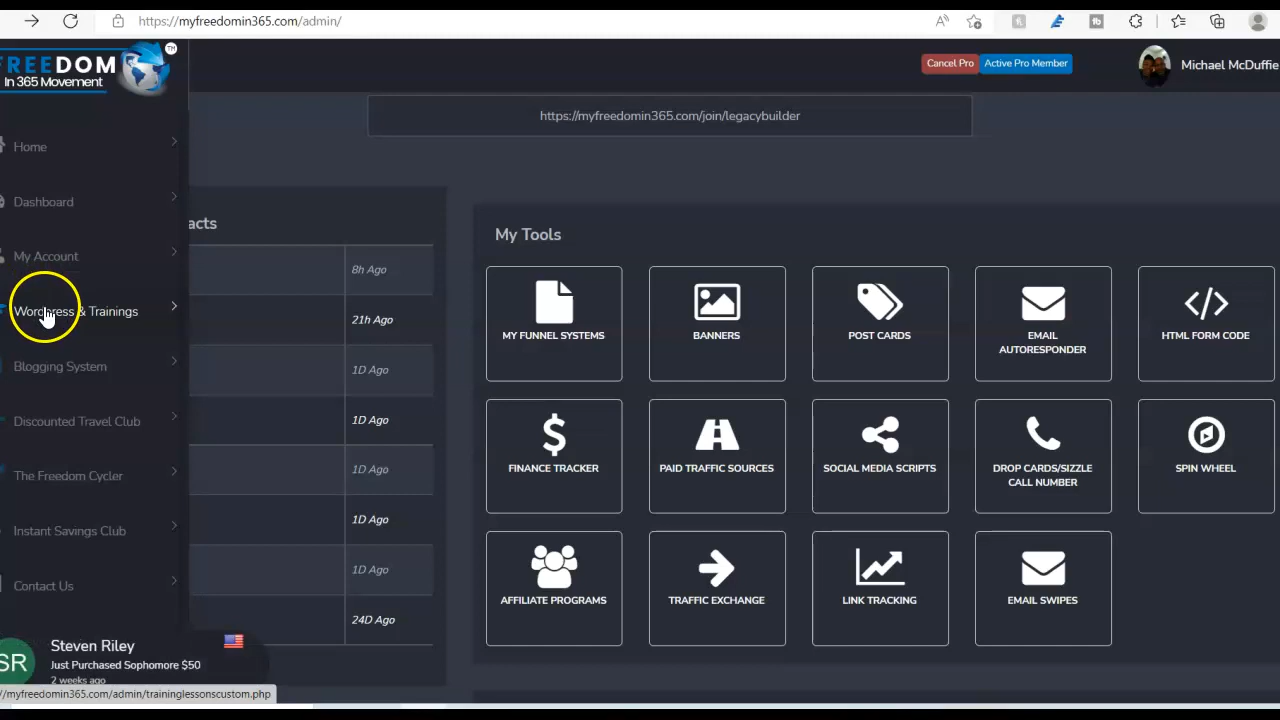 https://myfreedomin365.com/admin/
FREEDOM
TM
In 365 Movement
Cancel Pro
Active Pro Member
Michael McDuffie
https://myfreedomin365.com/join/legacybuilder
Home
Dashboard
My Account
Wordpress & Trainings
Blogging System
Discounted Travel Club
The Freedom Cycler
Instant Savings Club
Contact Us
acts
8h Ago
21h Ago
1D Ago
1D Ago
1D Ago
1D Ago
1D Ago
24D Ago
My Tools
MY FUNNEL SYSTEMS
BANNERS
POST CARDS
EMAIL
AUTORESPONDER
HTML FORM CODE
FINANCE TRACKER
PAID TRAFFIC SOURCES
SOCIAL MEDIA SCRIPTS
DROP CARDS/SIZZLE
CALL NUMBER
SPIN WHEEL
AFFILIATE PROGRAMS
TRAFFIC EXCHANGE
LINK TRACKING
EMAIL SWIPES
SR
Steven Riley
Just Purchased Sophomore $50
2 weeks ago
//myfreedomin365.com/admin/traininglessonscustom.php